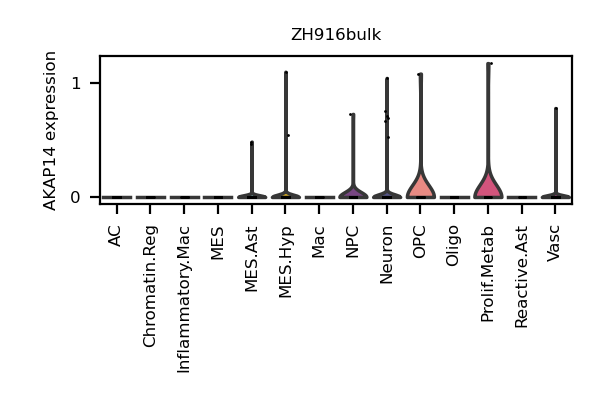 ZH916bulk
AKAP14 expression
1
0
AC
Chromatin.Reg
Inflammatory.Mac
MES
MES.Ast
MES.Hyp
Mac
NPC
Neuron
OPC
Oligo
Prolif.Metab
Reactive.Ast
Vasc